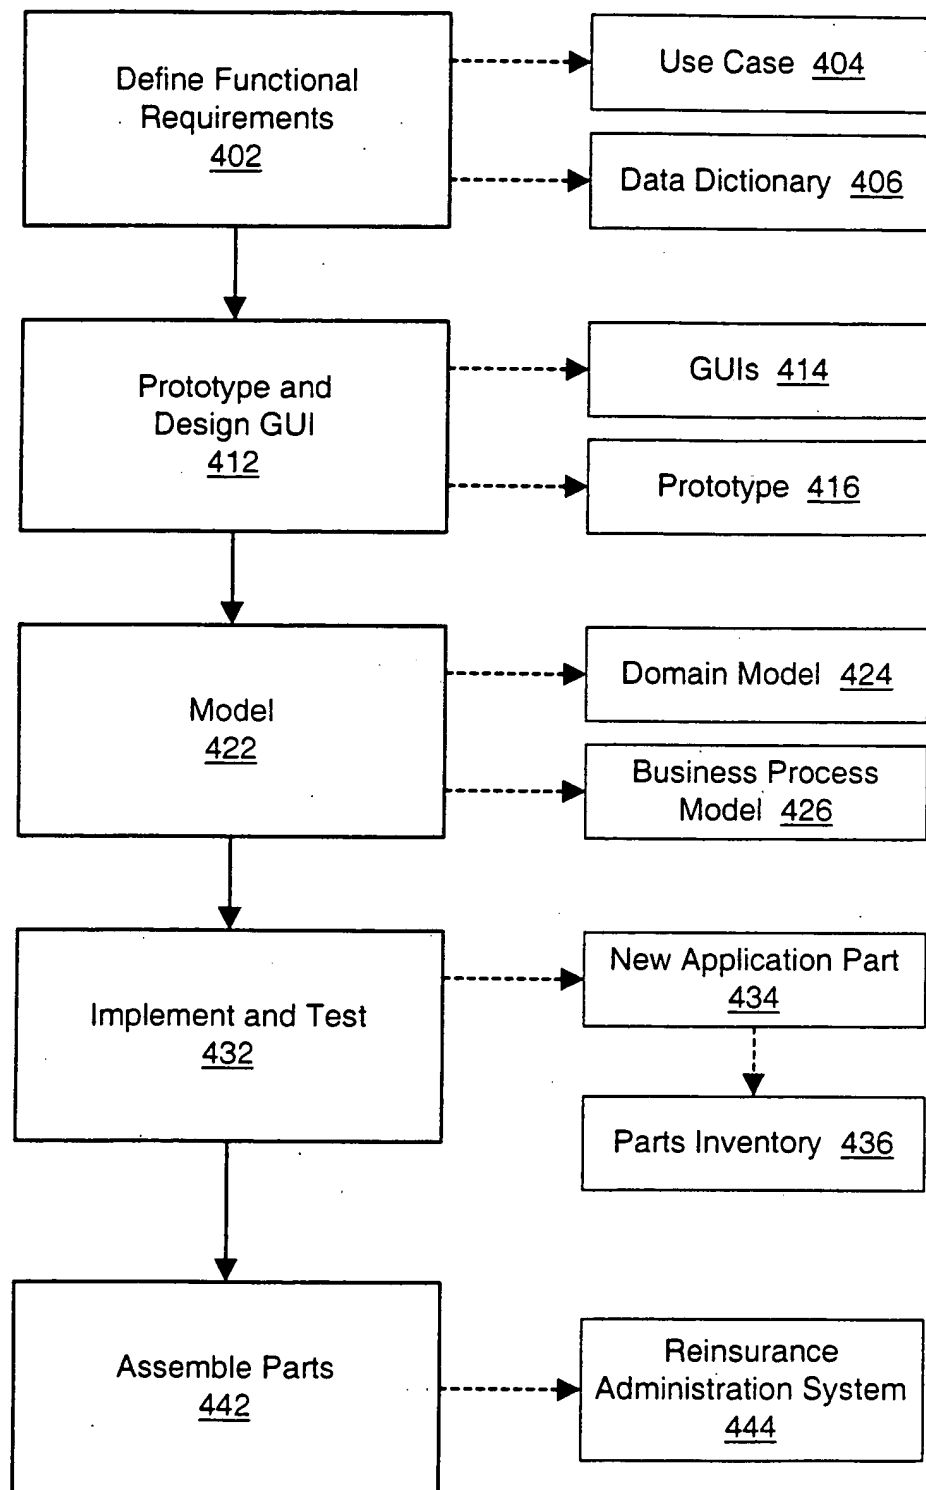 Define Functional
Requirements
402
Use Case 404
Data Dictionary 406
Prototype and
Design GUI
412
GUIs 414
Prototype 416
Model
422
Domain Model 424
Business Process
Model 426
Implement and Test
432
New Application Part
434
Parts Inventory 436
Assemble Parts
442
Reinsurance
Administration System
444